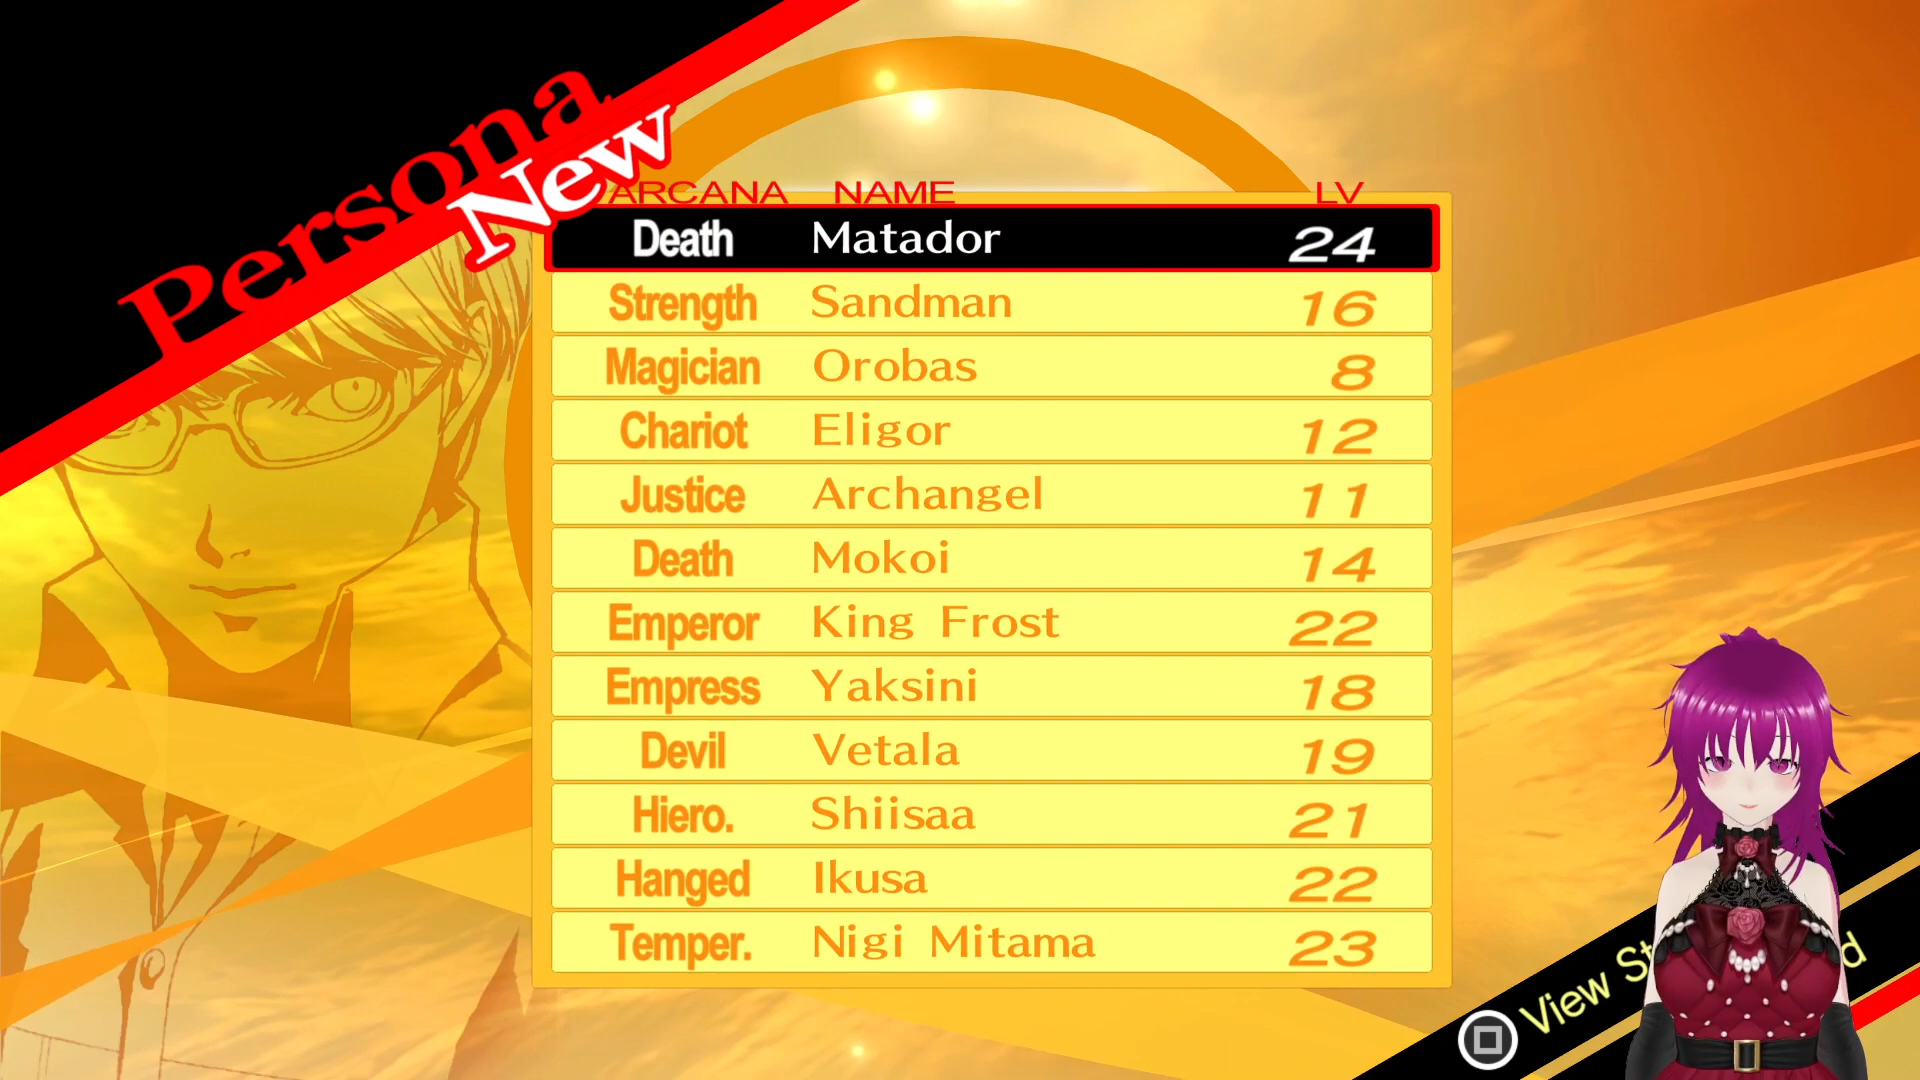 Persona
New
ARCANA NAME LV
Death Matador 24
Strength Sandman 16
Magician Orobas 8
Chariot Eligor 12
Justice Archangel 11
Death Mokoi 14
Emperor King Frost 22
Empress Yaksini 18
Devil Vetala 19
Hiero. Shiisaa 21
Hanged Ikusa 22
Temper. Nigi Mitama 23
View